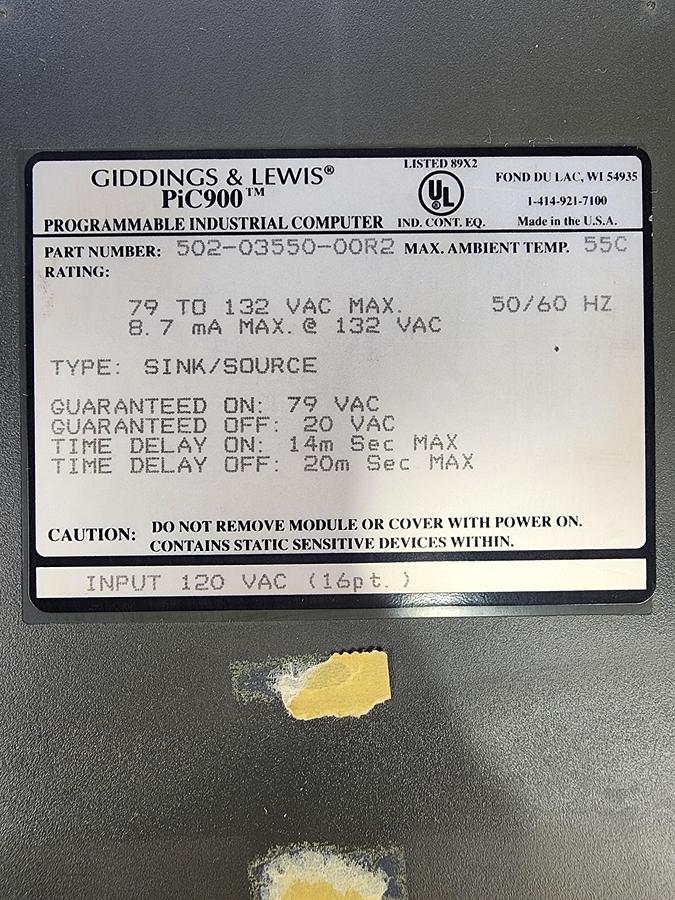 GIDDINGS & LEWIS®
PiC900™
PROGRAMMABLE INDUSTRIAL COMPUTER
LISTED 89X2
UL
®
IND. CONT. EQ.
FOND DU LAC, WI 54935
1-414-921-7100
Made in the U.S.A.
PART NUMBER: 502-03550-00R2 MAX. AMBIENT TEMP. 55C
RATING:
79 TO 132 VAC MAX. 50/60 HZ
8.7 mA MAX.@ 132 VAC
TYPE: SINK/SOURCE
GUARANTEED ON: 79 VAC
GUARANTEED OFF: 20 VAC
TIME DELAY ON: 14m Sec MAX
TIME DELAY OFF: 20m Sec MAX
CAUTION: DO NOT REMOVE MODULE OR COVER WITH POWER ON.
CONTAINS STATIC SENSITIVE DEVICES WITHIN.
INPUT 120 VAC (16pt.)